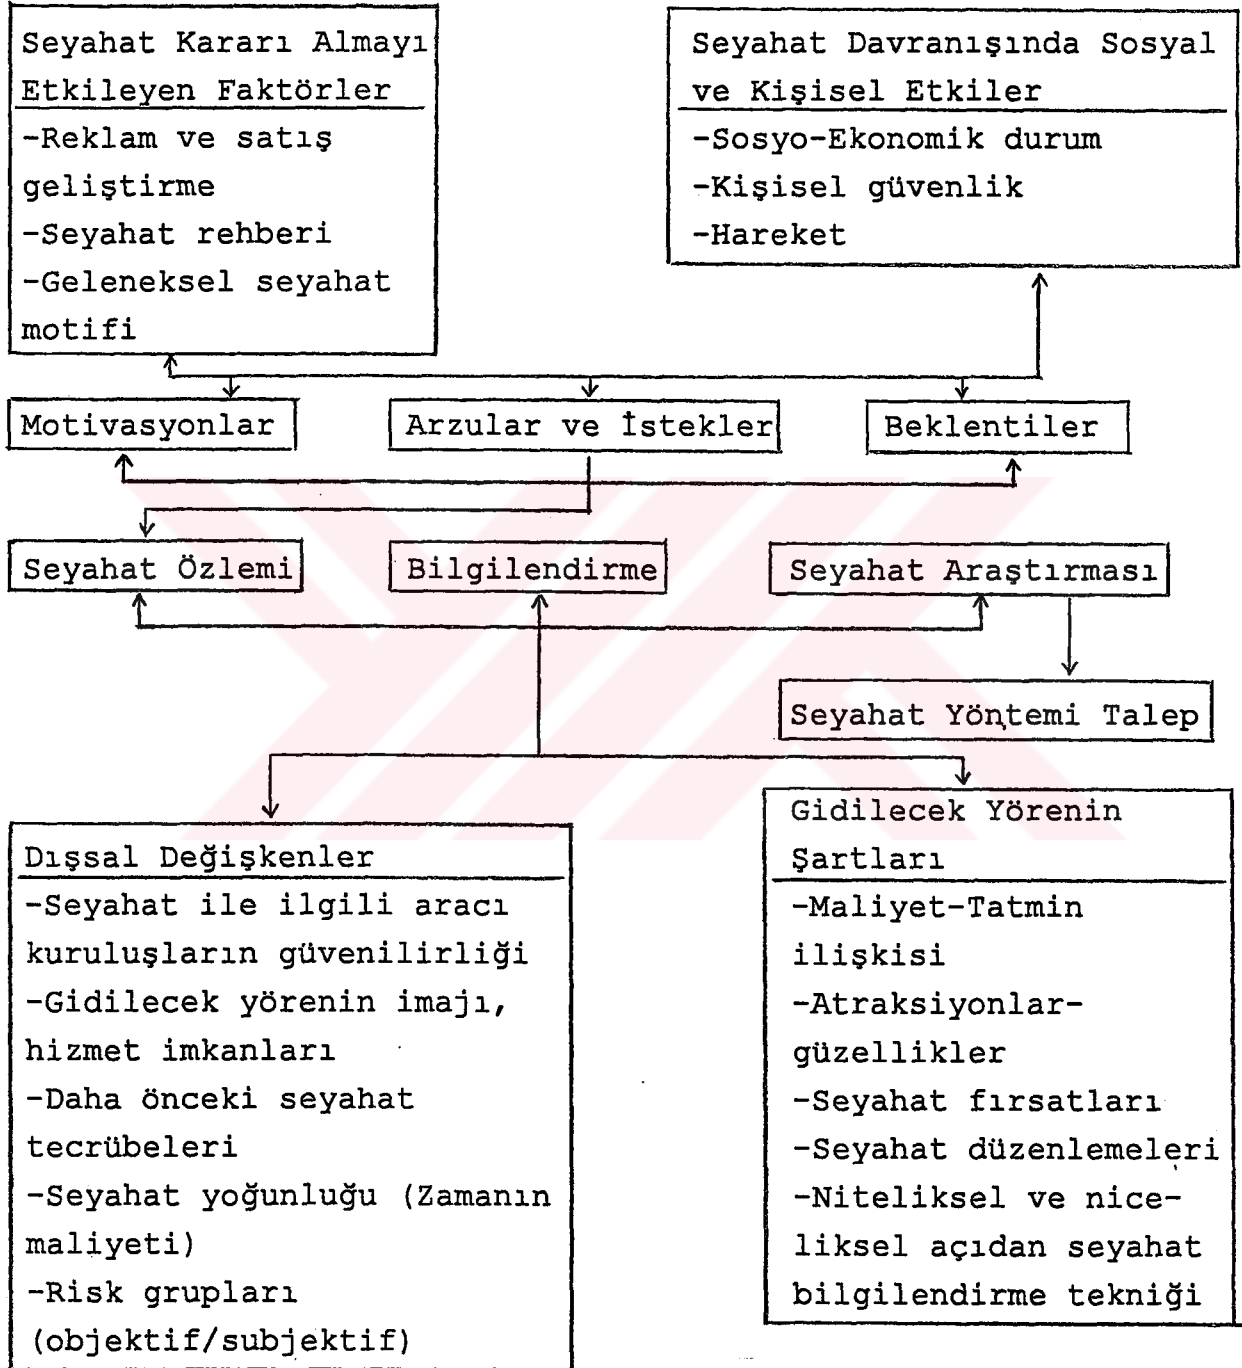 Seyahat Kararı Almayı
Etkileyen Faktörler
-Reklam ve satış
geliştirme
-Seyahat rehberi
-Geleneksel seyahat
motifi
Seyahat Davranışında Sosyal
ve Kişisel Etkiler
-Sosyo-Ekonomik durum
-Kişisel güvenlik
-Hareket
Motivasyonlar
Arzular ve İstekler
Beklentiler
Seyahat Özlemi
Bilgilendirme
Seyahat Araştırması
Seyahat Yöntemi Talep
Dışsal Değişkenler
-Seyahat ile ilgili aracı
kuruluşların güvenilirliği
-Gidilecek yörenin imajı,
hizmet imkanları
-Daha önceki seyahat
tecrübeleri
-Seyahat yoğunluğu (Zamanın
maliyeti)
-Risk grupları
(objektif/subjektif)
Gidilecek Yörenin
Şartları
-Maliyet-Tatmin
ilişkisi
-Atraksiyonlar-
güzellikler
-Seyahat fırsatları
-Seyahat düzenlemeleri
-Niteliksel ve nice-
liksel açıdan seyahat
bilgilendirme tekniği